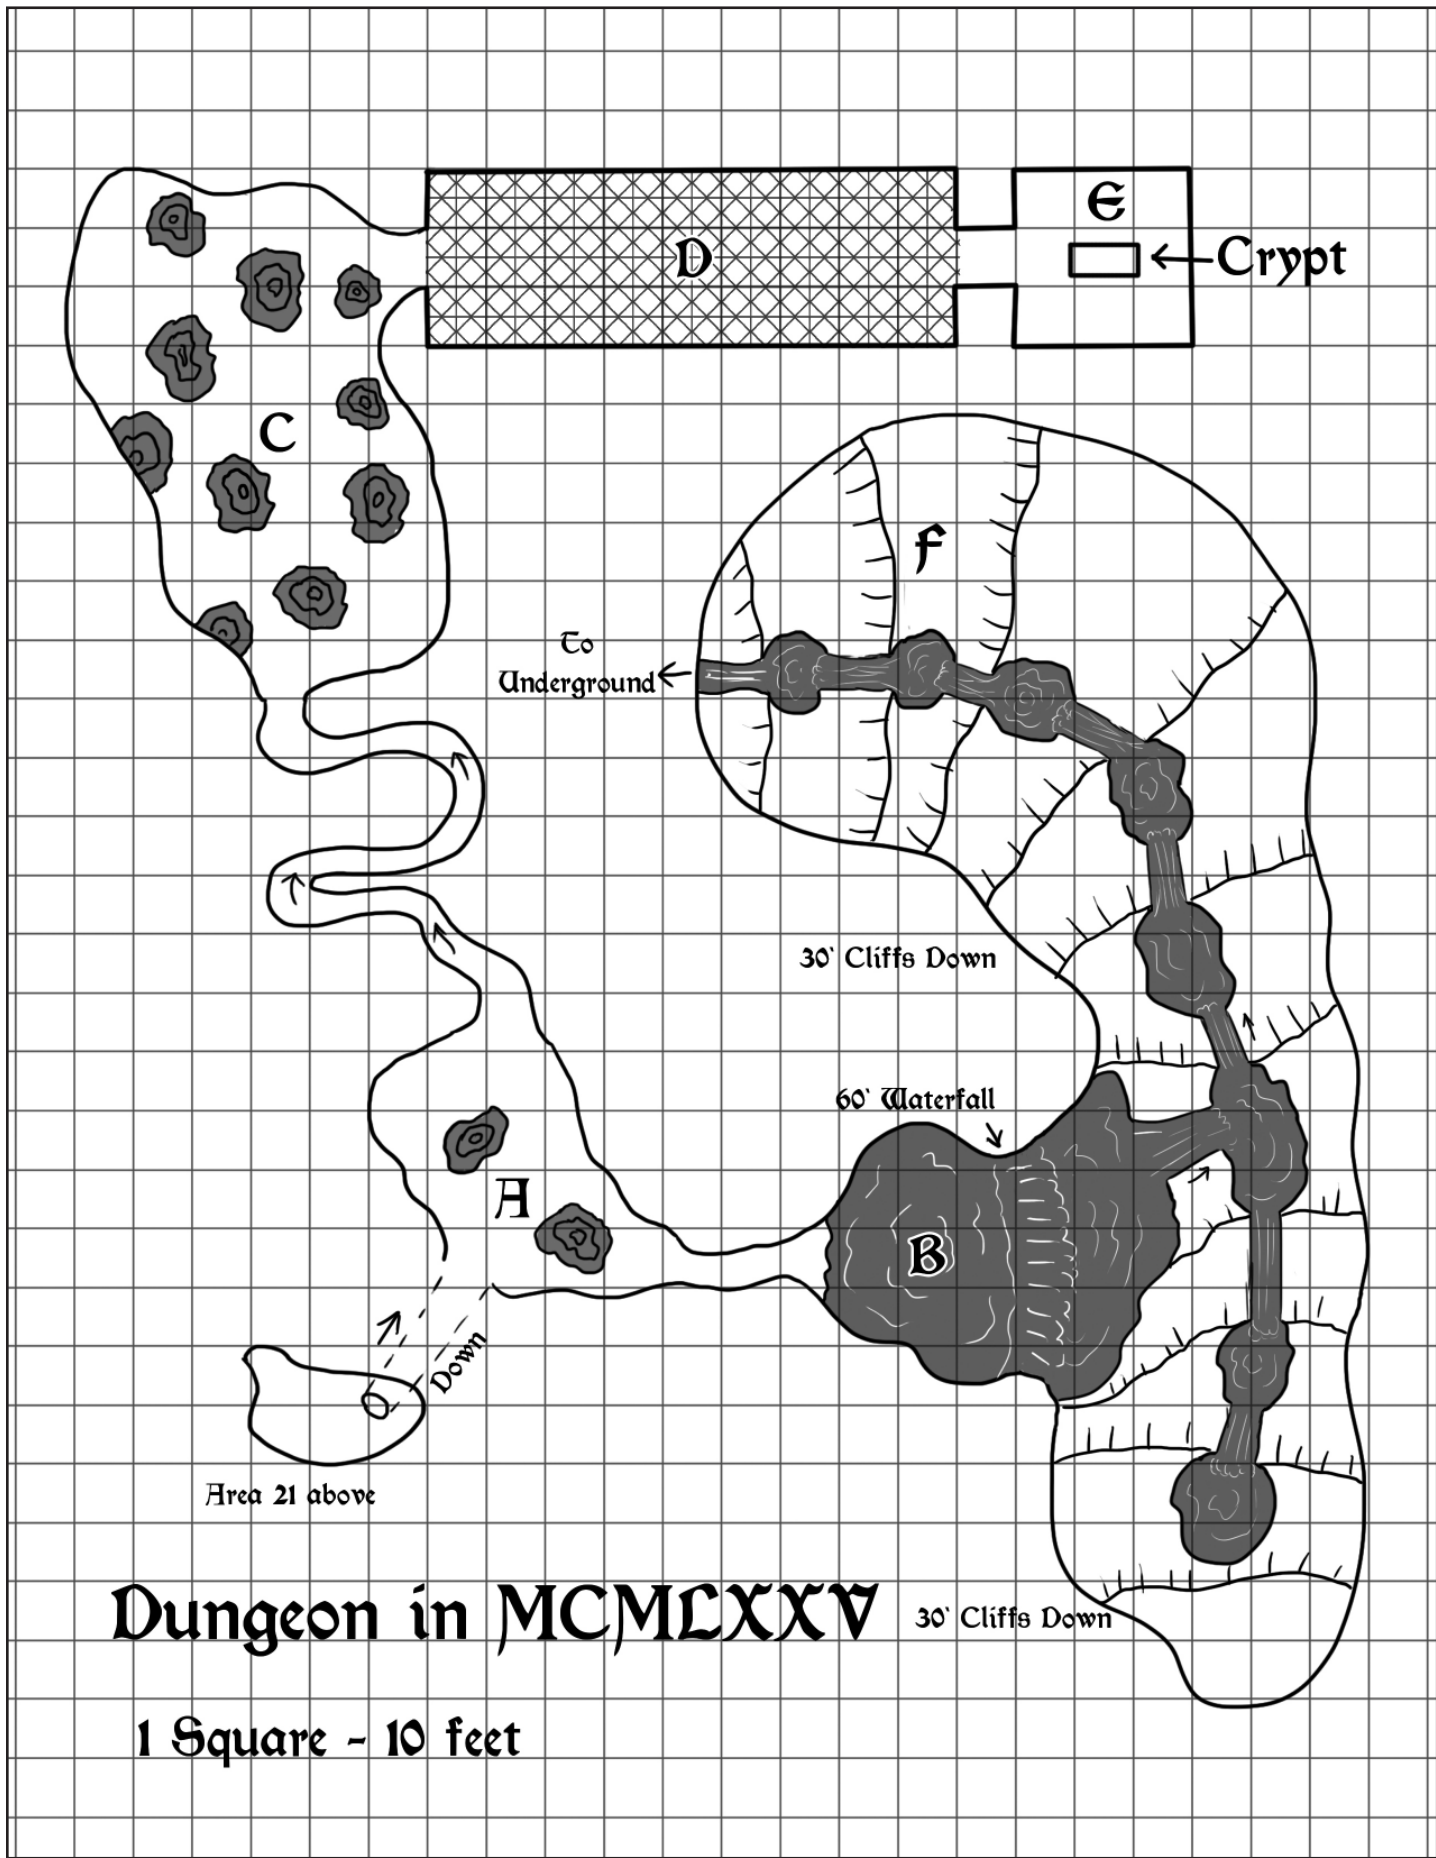 E
D
Crypt
C
F
To
Underground
30' Cliffs Down
60' Waterfall
A
B
Down
Area 21 above
Dungeon in MCMLXXV
30' Cliffs Down
1 Square - 10 feet